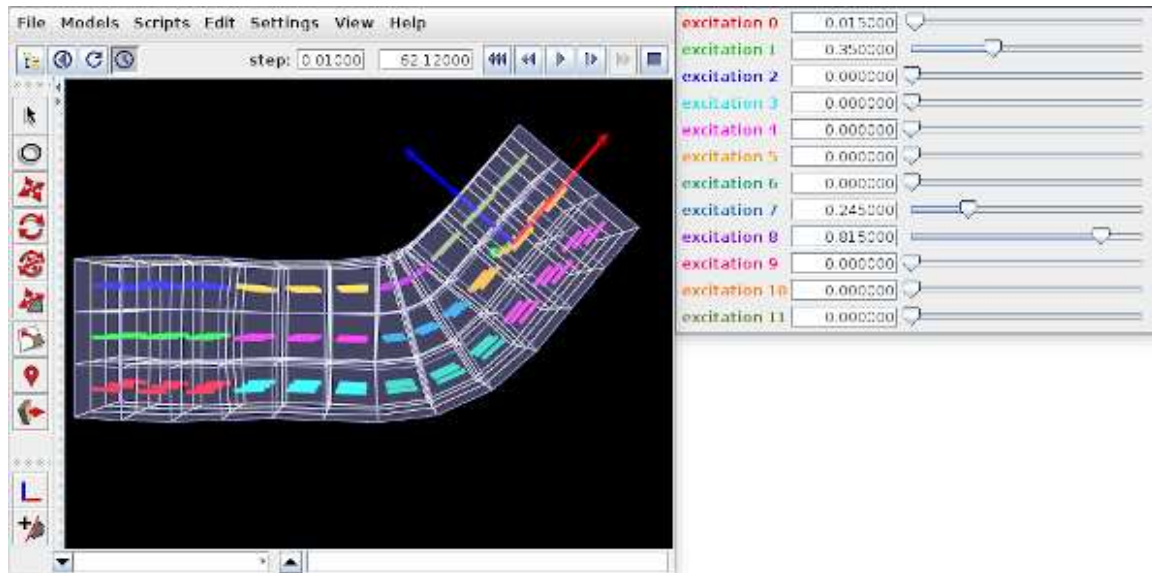 File Models Scripts Edit Settings View Help
step: 0.01000 62.12000
excitation 0 0.015000
excitation 1 0.350000
excitation 2 0.000000
excitation 3 0.000000
excitation 4 0.000000
excitation 5 0.000000
excitation 6 0.000000
excitation 7 0.245000
excitation 8 0.815000
excitation 9 0.000000
excitation 10 0.000000
excitation 11 0.000000